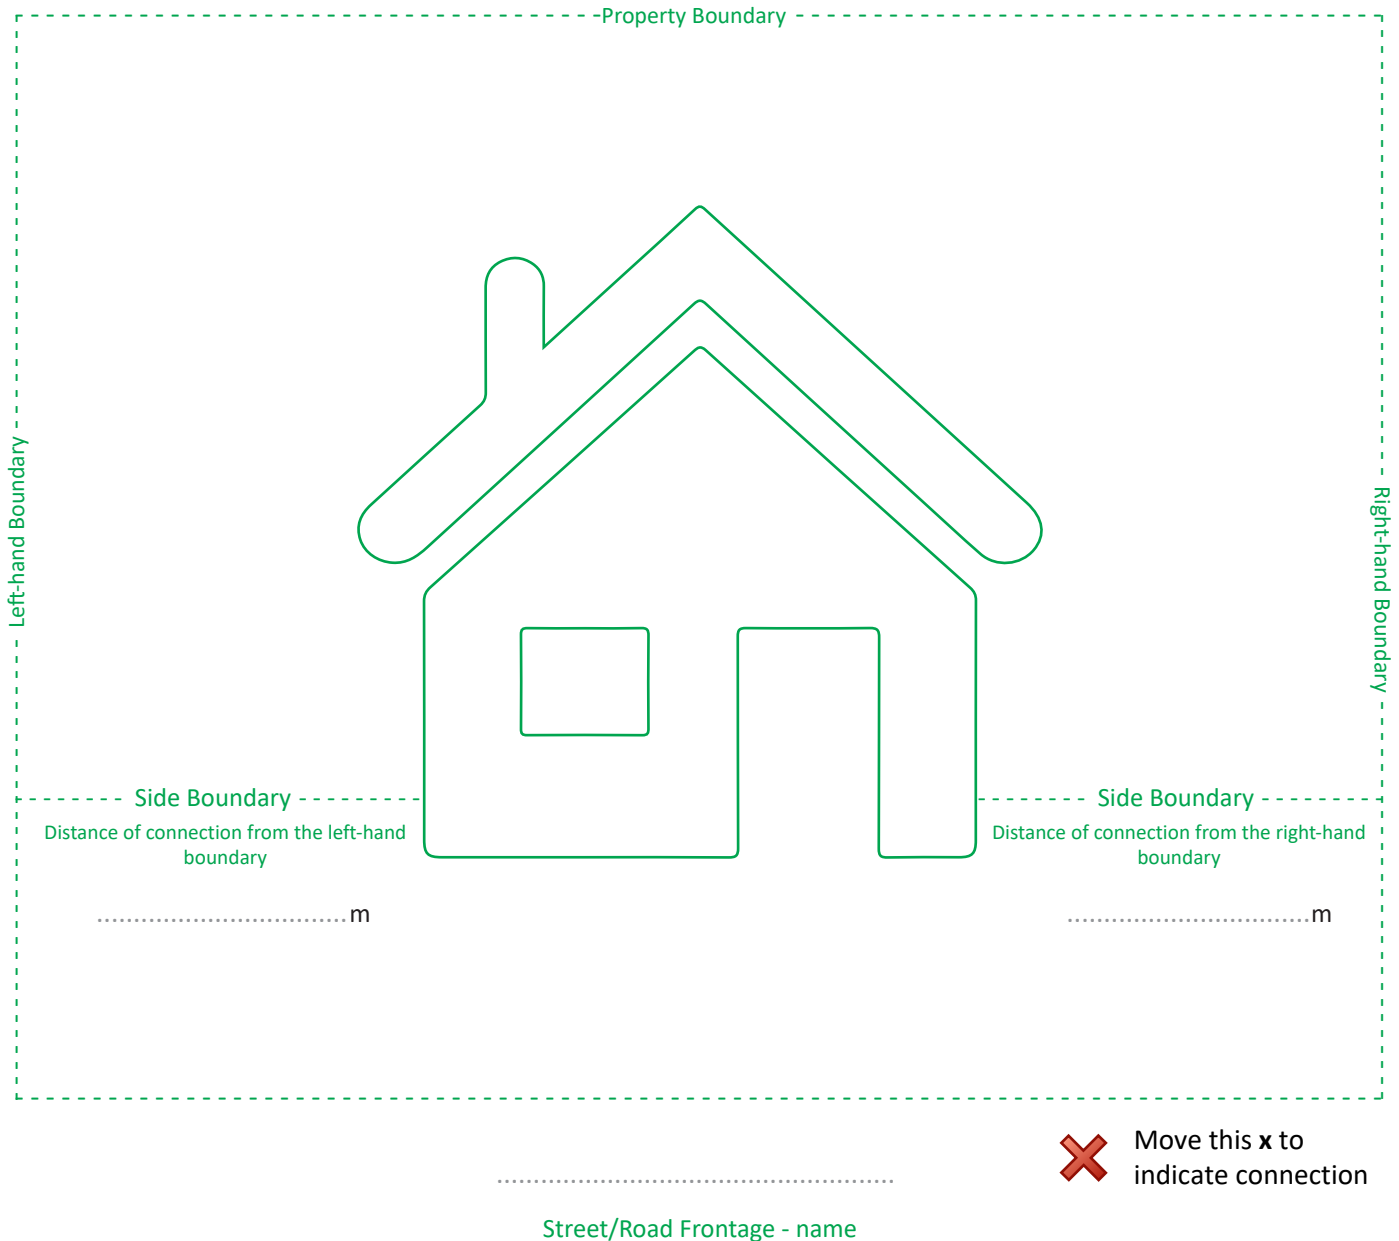 Property Boundary
Left-hand Boundary
Right-hand Boundary
Side Boundary
Distance of connection from the left-hand
boundary
..................................m
Side Boundary
Distance of connection from the right-hand
boundary
.................................m
Move this x to
indicate connection
......................................................
Street/Road Frontage - name